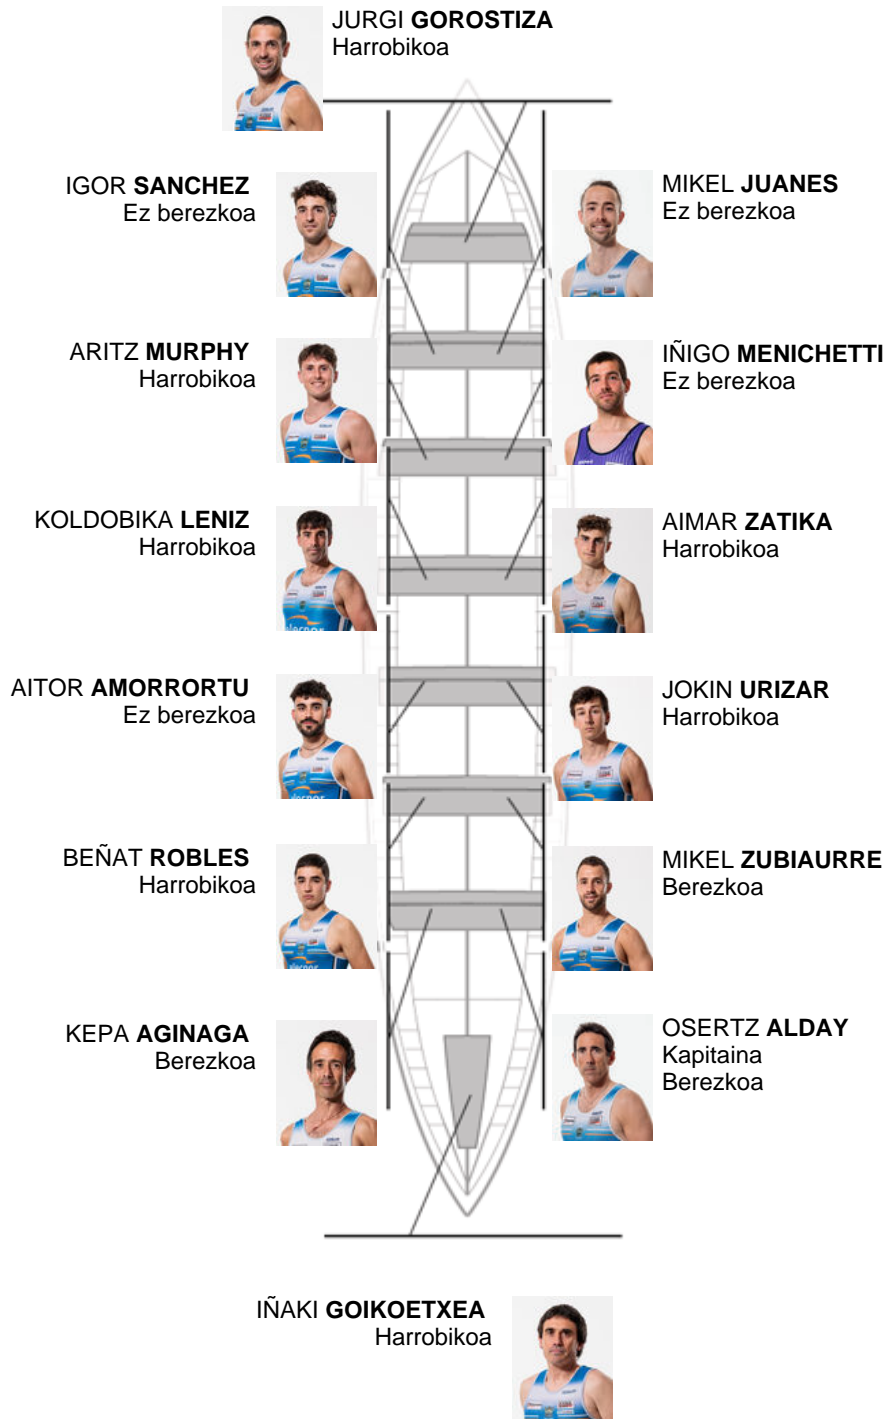 JURGI GOROSTIZA
Harrobikoa
IGOR SANCHEZ
Ez berezkoa
MIKEL JUANES
Ez berezkoa
ARITZ MURPHY
Harrobikoa
IÑIGO MENICHETTI
Ez berezkoa
KOLDOBIKA LENIZ
Harrobikoa
AIMAR ZATIKA
Harrobikoa
AITOR AMORRORTU
Ez berezkoa
JOKIN URIZAR
Harrobikoa
BEÑAT ROBLES
Harrobikoa
MIKEL ZUBIAURRE
Berezkoa
KEPA AGINAGA
Berezkoa
OSERTZ ALDAY
Kapitaina
Berezkoa
IÑAKI GOIKOETXEA
Harrobikoa